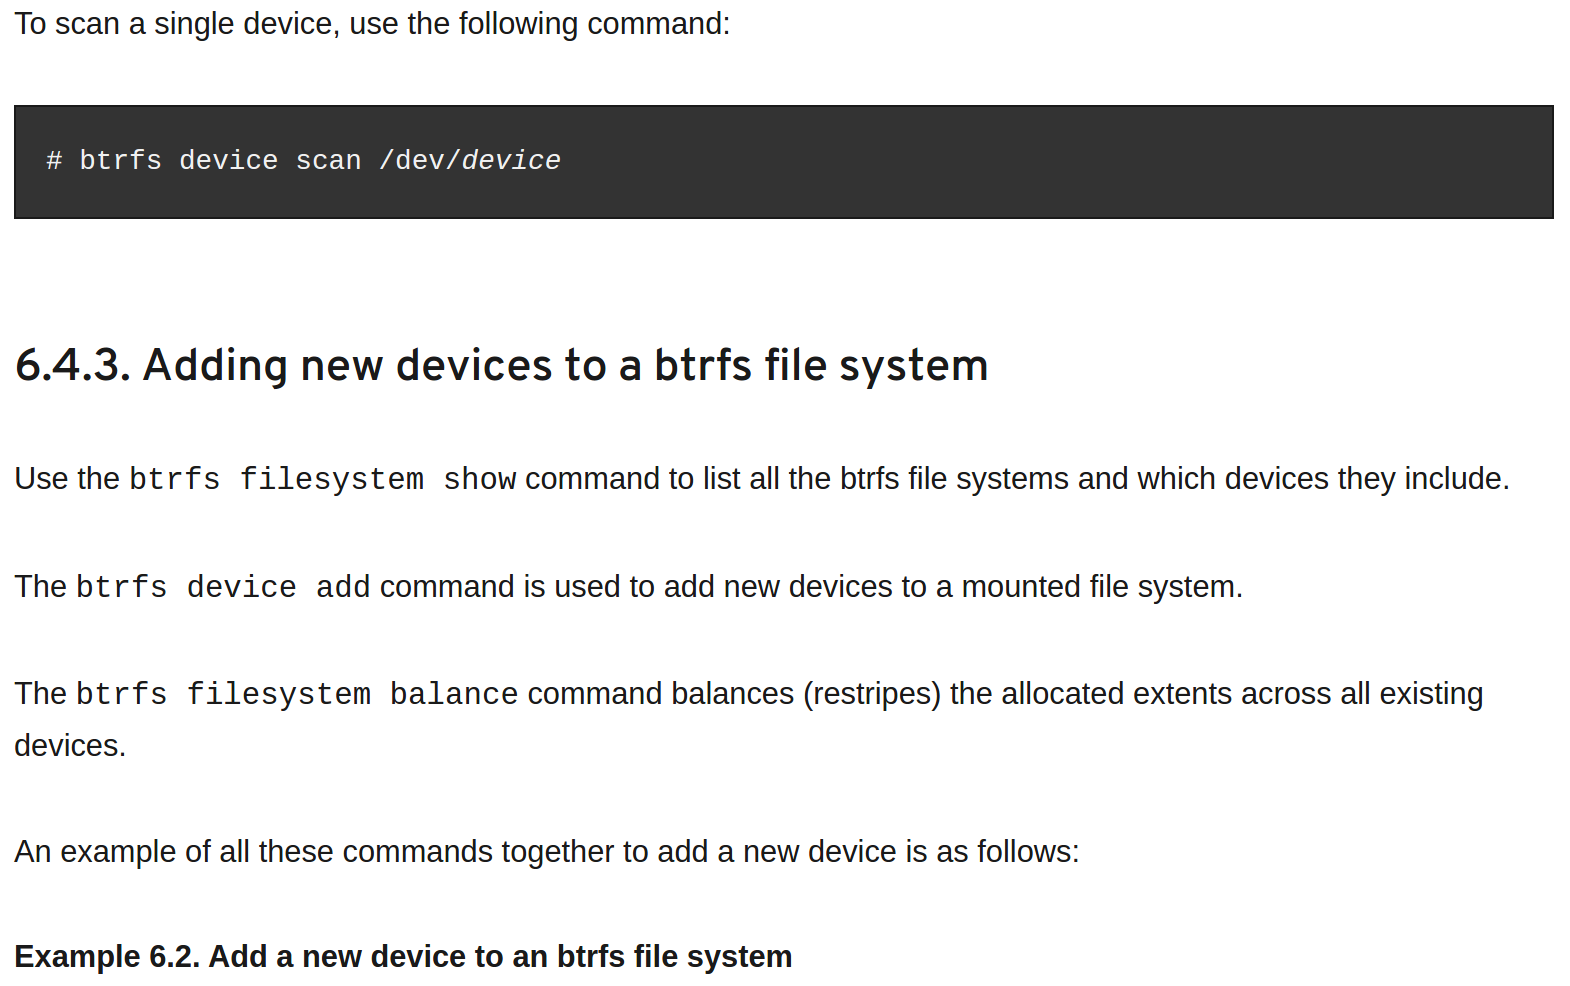 To scan a single device, use the following command:
# btrfs device scan /dev/device
6.4.3. Adding new devices to a btrfs file system
Use the btrfs filesystem show command to list all the btrfs file systems and which devices they include.
The btrfs device add command is used to add new devices to a mounted file system.
The btrfs filesystem balance command balances (restripes) the allocated extents across all existing
devices.
An example of all these commands together to add a new device is as follows:
Example 6.2. Add a new device to an btrfs file system